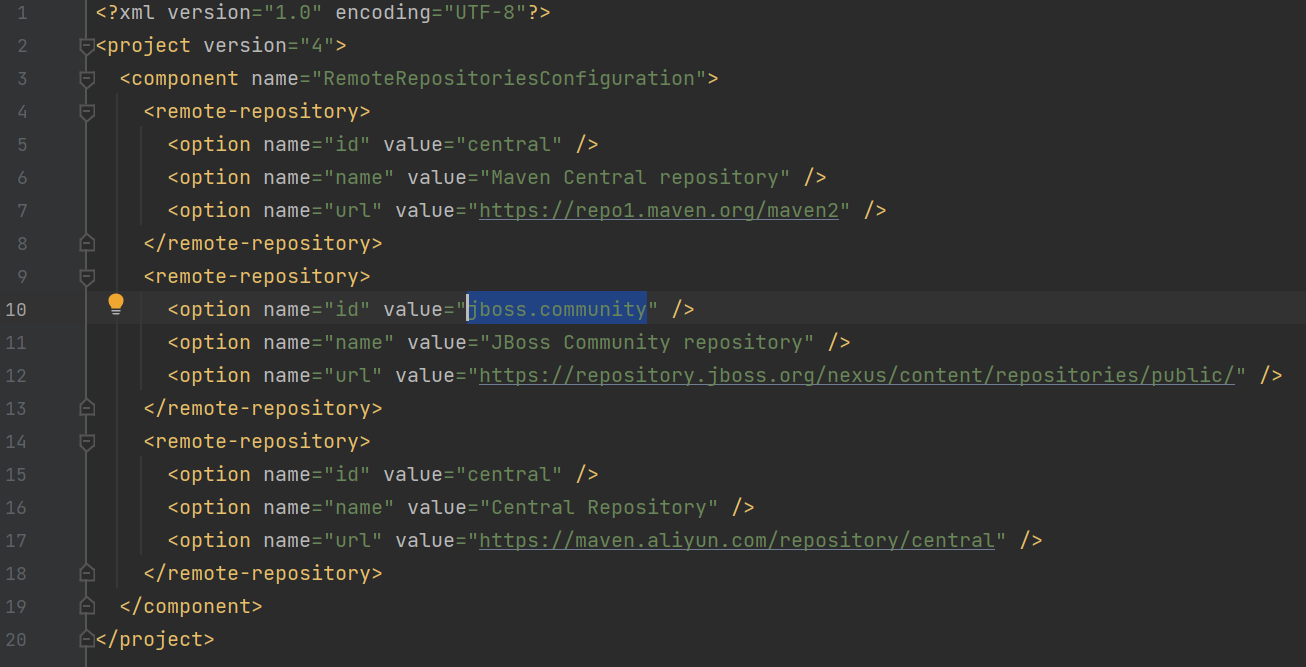 1 <?xml version="1.0" encoding="UTF-8"?>
2 <project version="4">
3   <component name="RemoteRepositoriesConfiguration">
4     <remote-repository>
5       <option name="id" value="central" />
6       <option name="name" value="Maven Central repository" />
7       <option name="url" value="https://repo1.maven.org/maven2" />
8     </remote-repository>
9     <remote-repository>
10       <option name="id" value="jboss.community" />
11       <option name="name" value="JBoss Community repository" />
12       <option name="url" value="https://repository.jboss.org/nexus/content/repositories/public/" />
13     </remote-repository>
14     <remote-repository>
15       <option name="id" value="central" />
16       <option name="name" value="Central Repository" />
17       <option name="url" value="https://maven.aliyun.com/repository/central" />
18     </remote-repository>
19   </component>
20 </project>